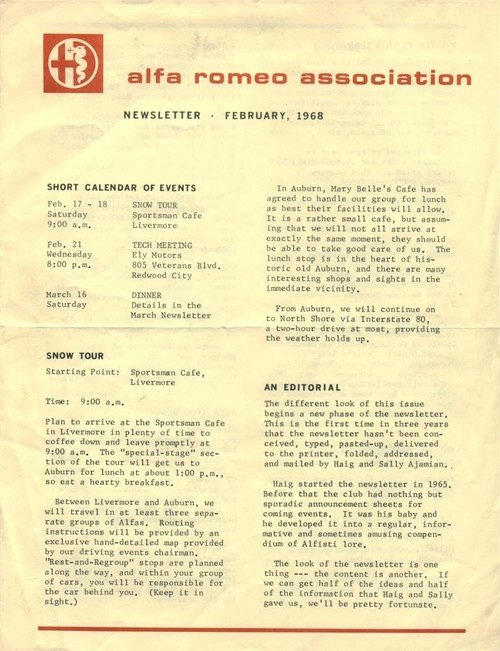 alfa romeo association
NEWSLETTER · FEBRUARY, 1968
SHORT CALENDAR OF EVENTS
Feb. 17 - 18 SNOW TOUR
Saturday Sportsman Cafe
9:00 a.m. Livermore
Feb. 21 TECH MEETING
Wednesday Ely Motors
8:00 p.m. 805 Veterans Blvd.
Redwood City
March 16 DINNER
Saturday Details in the
March Newsletter
SNOW TOUR
Starting Point: Sportsman Cafe,
Livermore
Time: 9:00 a.m.
Plan to arrive at the Sportsman Cafe
in Livermore in plenty of time to
coffee down and leave promptly at
9:00 am. The "special-stage" sec-
tion of the tour will get us to
Auburn for lunch at about 1:00 p.m.,
so eat a hearty breakfast.
Between Livermore and Auburn, we
will travel in at least three sepa-
rate groups of Alfas. Routing
instructions will be provided by an
exclusive hand-detailed map provided
by our driving events chairman.
"Rest-and-Regroup" stops are planned
along the way, and within your group
of cars, you will be responsible for
the car behind you. (Keep it in
sight.)
In Auburn, Mary Belle's Cafe has
agreed to handle our group for lunch
as best their facilities will allow.
It is a rather small cafe, but assum-
ing that we will not all arrive at
exactly the same moment, they should
be able to take good care of us. The
lunch stop is in the heart of his-
toric old Auburn, and there are many
interesting shops and sights in the
immediate vicinity.
From Auburn, we will continue on
to North Shore via Interstate 80,
a two-hour drive at most, providing
the weather holds up.
AN EDITORIAL
The different look of this issue
begins a new phase of the newsletter.
This is the first time in three years
that the newsletter hasn't been con-
ceived, typed, pasted-up, delivered
to the printer, folded, addressed,
and mailed by Haig and Sally Ajamian.
Haig started the newsletter in 1965.
Before that the club had nothing but
sporadic announcement sheets for
coming events. It was his baby and
he developed it into a regular, infor-
mative and sometimes amusing compen-
dium of Alfisti lore.
The look of the newsletter is one
thing --- the content is another. If
we can get half of the ideas and half
of the information that Haig and Sally
gave us, we'll be pretty fortunate.